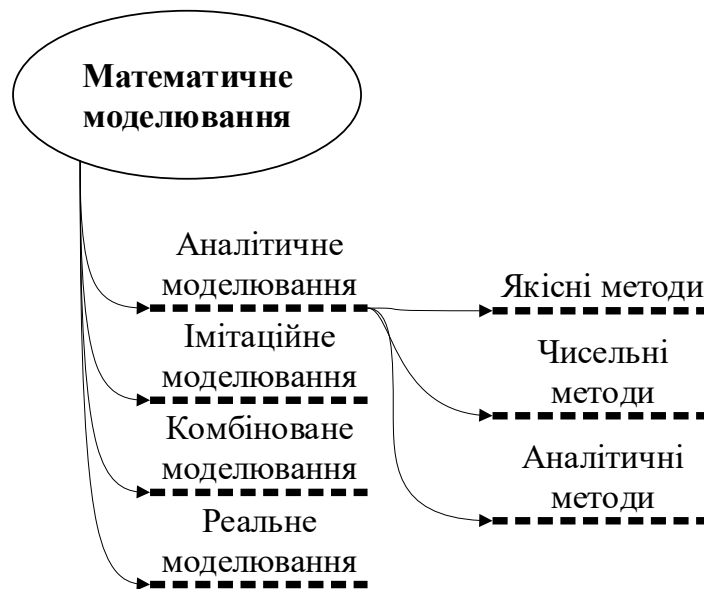 Математичне
моделювання
Аналітичне
моделювання
Імітаційне
моделювання
Комбіноване
моделювання
Реальне
моделювання
Якісні методи
Чисельні
методи
Аналітичні
методи